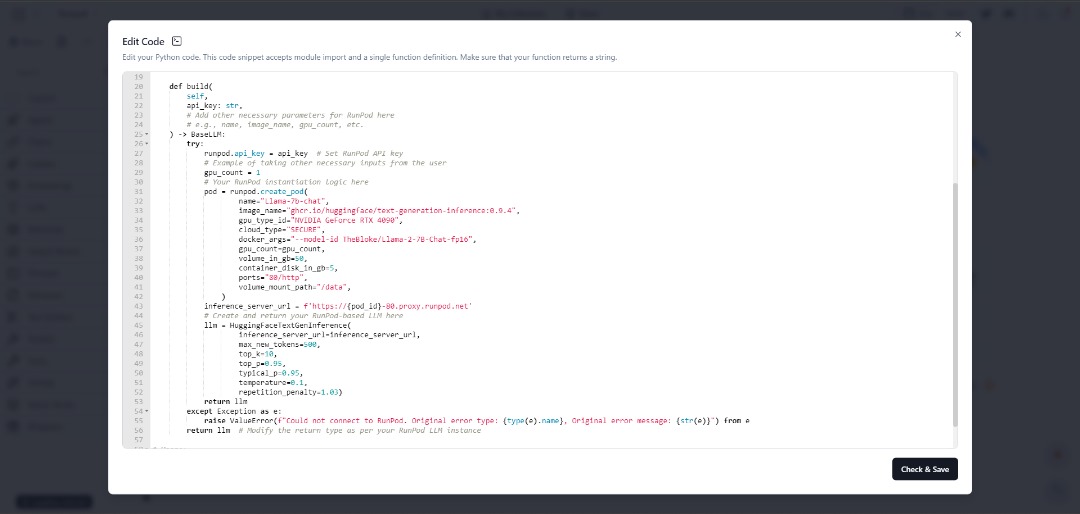 Edit Code
Edit your Python code. This code snippet accepts module import and a single function definition. Make sure that your function returns a string.
19
20 def build(
21 self,
22 api_key: str,
23 # Add other necessary parameters for RunPod here
24 # e.g., name, image_name, gpu_count, etc.
25 ) -> BaseLLM:
26 try:
27 runpod.api_key = api_key # Set RunPod API key
28 # Example of taking other necessary inputs from the user
29 gpu_count = 1
30 # Your RunPod instantiation logic here
31 pod = runpod.create_pod(
32 name="Llama-7b-chat",
33 image_name="ghcr.io/huggingface/text-generation-inference:0.9.4",
34 gpu_type_id="NVIDIA GeForce RTX 4090",
35 cloud_type="SECURE",
36 docker_args="--model-id TheBloke/Llama-2-7B-Chat-fp16",
37 gpu_count=gpu_count,
38 volume_in_gb=50,
39 container_disk_in_gb=5,
40 ports="80/http",
41 volume_mount_path="/data",
42 )
43 inference_server_url = f'https://{pod_id}-80.proxy.runpod.net'
44 # Create and return your RunPod-based LLM here
45 llm = HuggingFaceTextGenInference(
46 inference_server_url=inference_server_url,
47 max_new_tokens=500,
48 top_k=10,
49 top_p=0.95,
50 typical_p=0.95,
51 temperature=0.1,
52 repetition_penalty=1.03)
53 return llm
54 except Exception as e:
55 raise ValueError(f"Could not connect to RunPod. Original error type: {type(e).name}, Original error message: {str(e)}") from e
56 return llm # Modify the return type as per your RunPod LLM instance
57
Check & Save